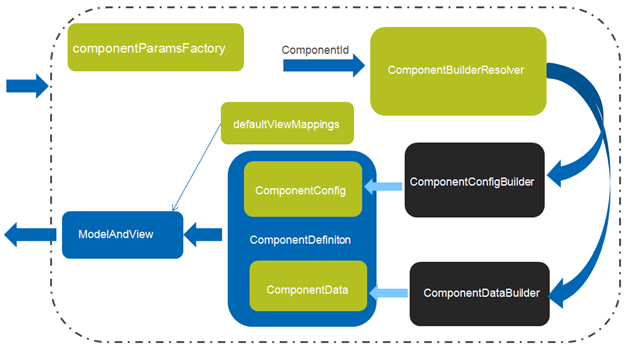 componentParamsFactory
ComponentId
ComponentBuilderResolver
defaultViewMappings
ComponentConfig
ComponentConfigBuilder
ModelAndView
ComponentDefiniton
ComponentData
ComponentDataBuilder